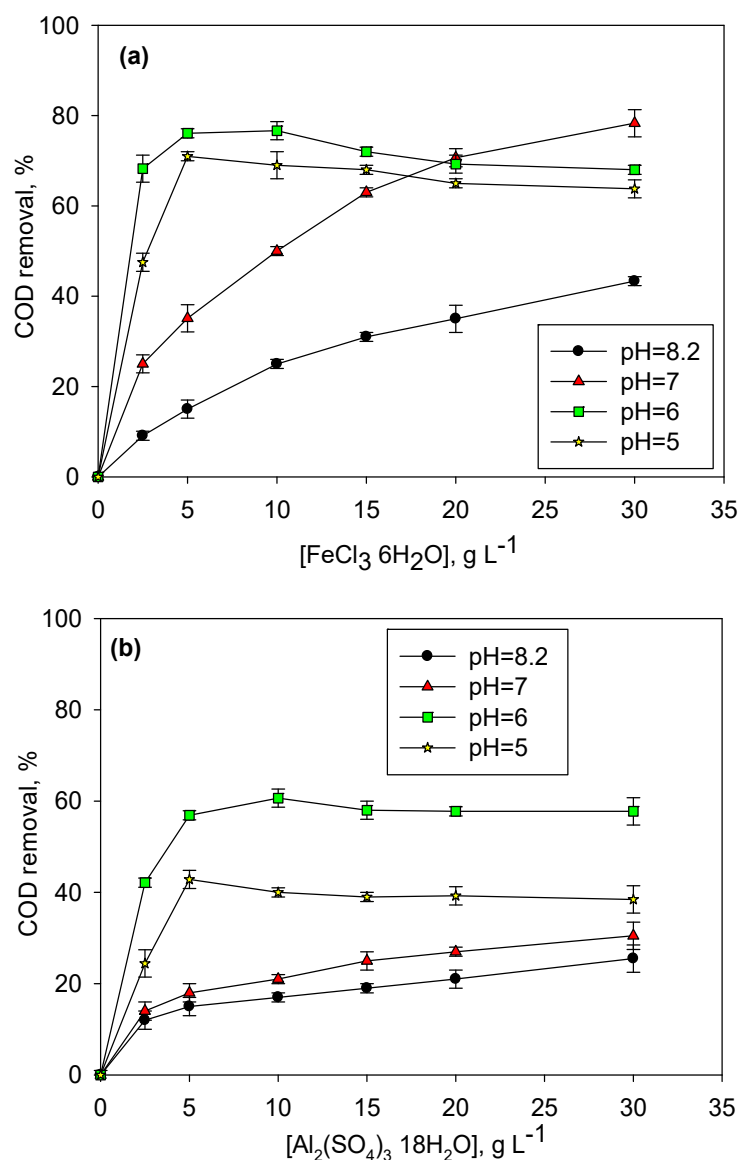 (a)
COD removal, %
100
80
60
40
20
0
pH=8.2
pH=7
pH=6
pH=5
0 5 10 15 20 25 30 35
[FeCl3 6H2O], g L-1
(b)
COD removal, %
100
80
60
40
20
0
pH=8.2
pH=7
pH=6
pH=5
0 5 10 15 20 25 30 35
[Al2(SO4)3 18H2O], g L-1